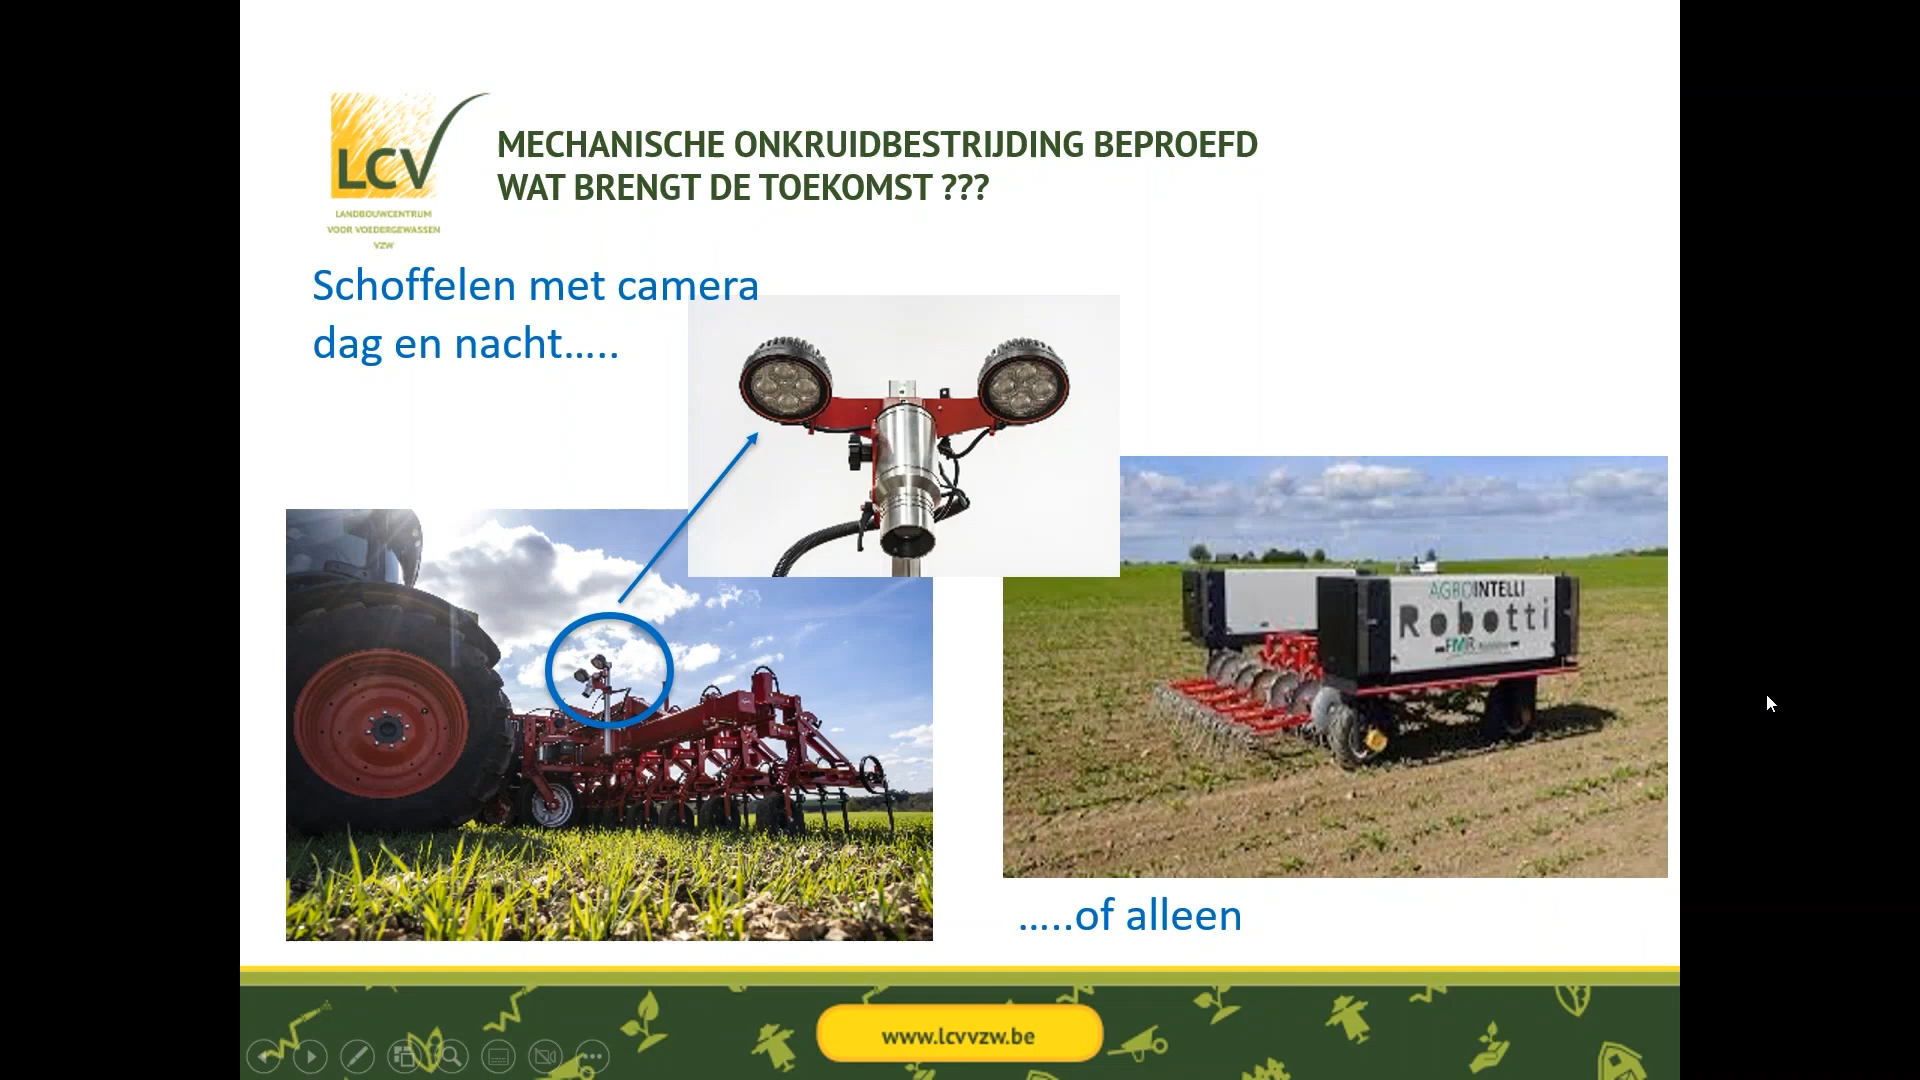 LCV
LANDBOUWCENTRUM
VOOR VOEDERGEWASSEN
VZW
MECHANISCHE ONKRUIDBESTRIJDING BEPROEFD
WAT BRENGT DE TOEKOMST ???
Schoffelen met camera
dag en nacht.....
AGROINTELLI
Robotti
FMR
.....of alleen
www.lcvvzw.be